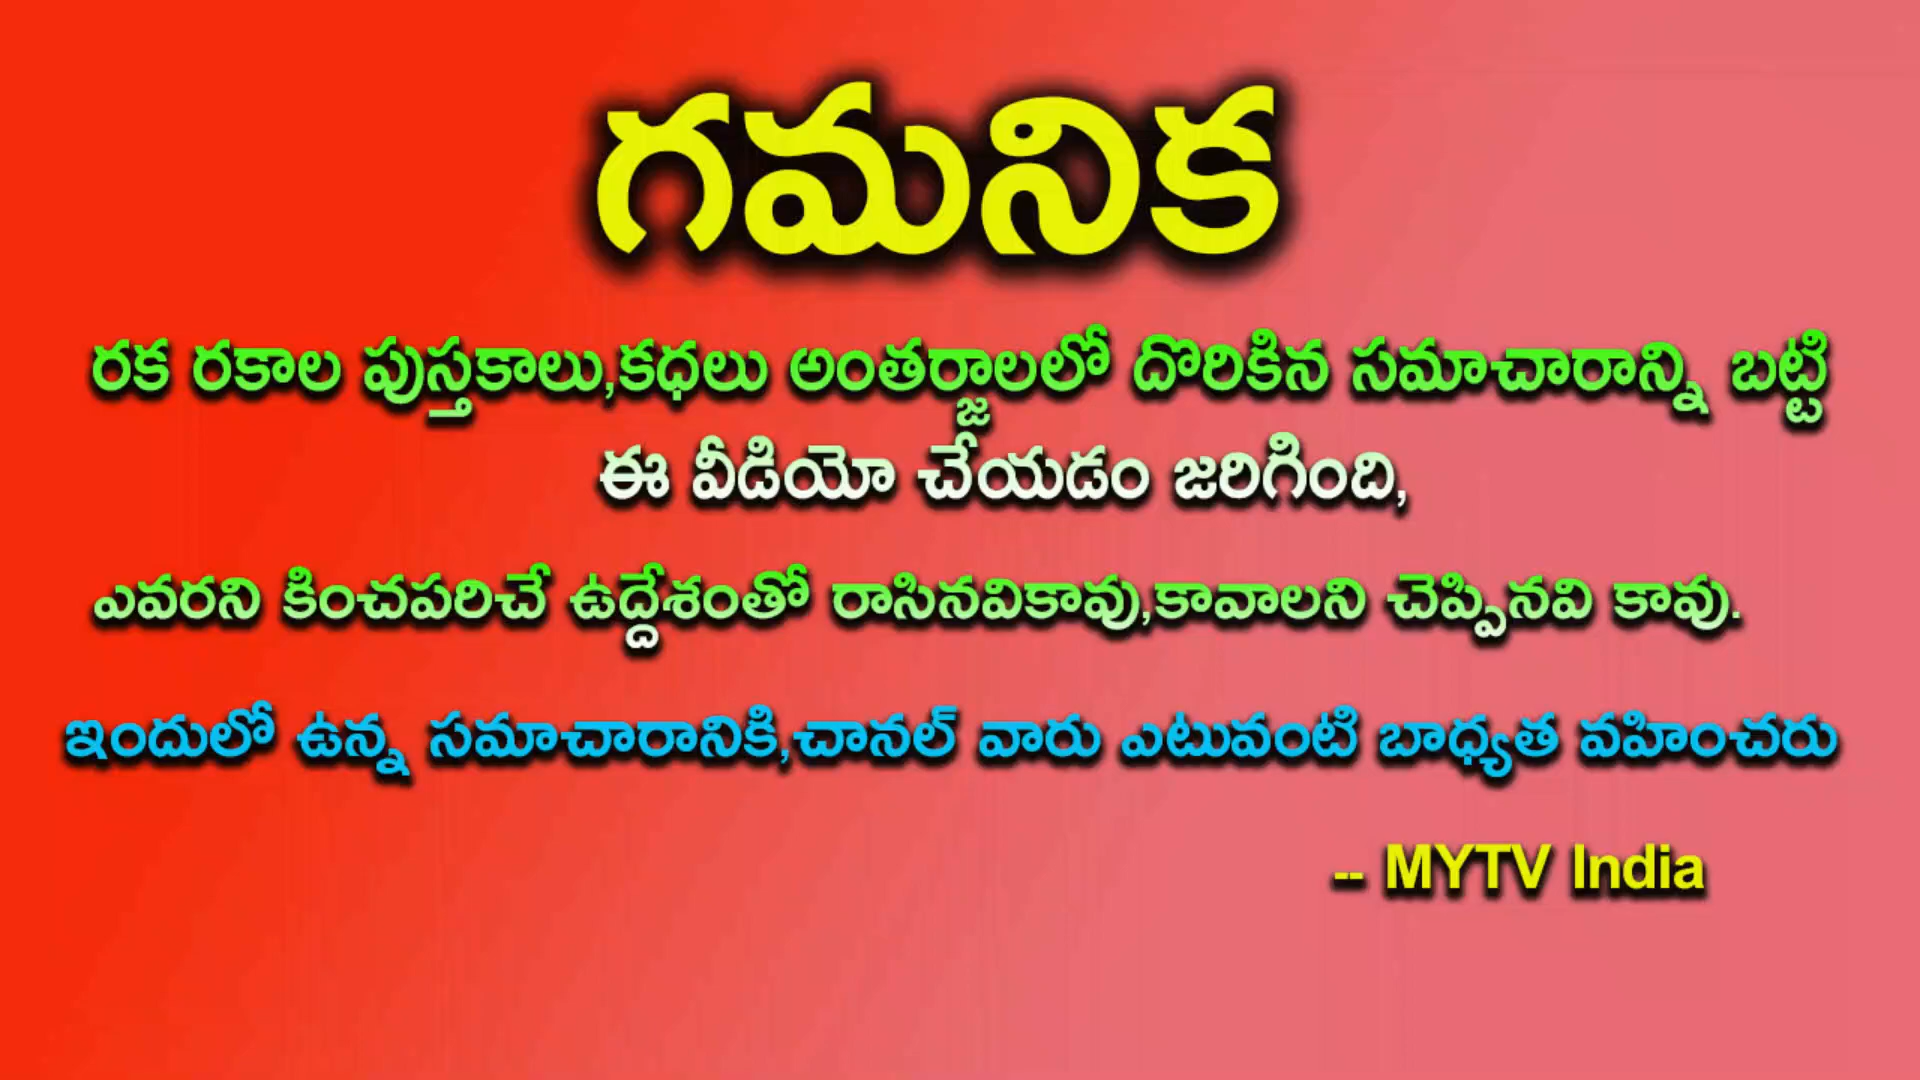 గమనిక
రక రకాల పుస్తకాలు,కధలు అంతర్జాలలో దొరికిన సమాచారాన్ని బట్టి
ఈ వీడియో చేయడం జరిగింది,
ఎవరని కించపరిచే ఉద్దేశంతో రాసినవికావు,కావాలని చెప్పినవి కావు.
ఇందులో ఉన్న సమాచారానికి,చానల్ వారు ఎటువంటి బాధ్యత వహించరు
-- MYTV India